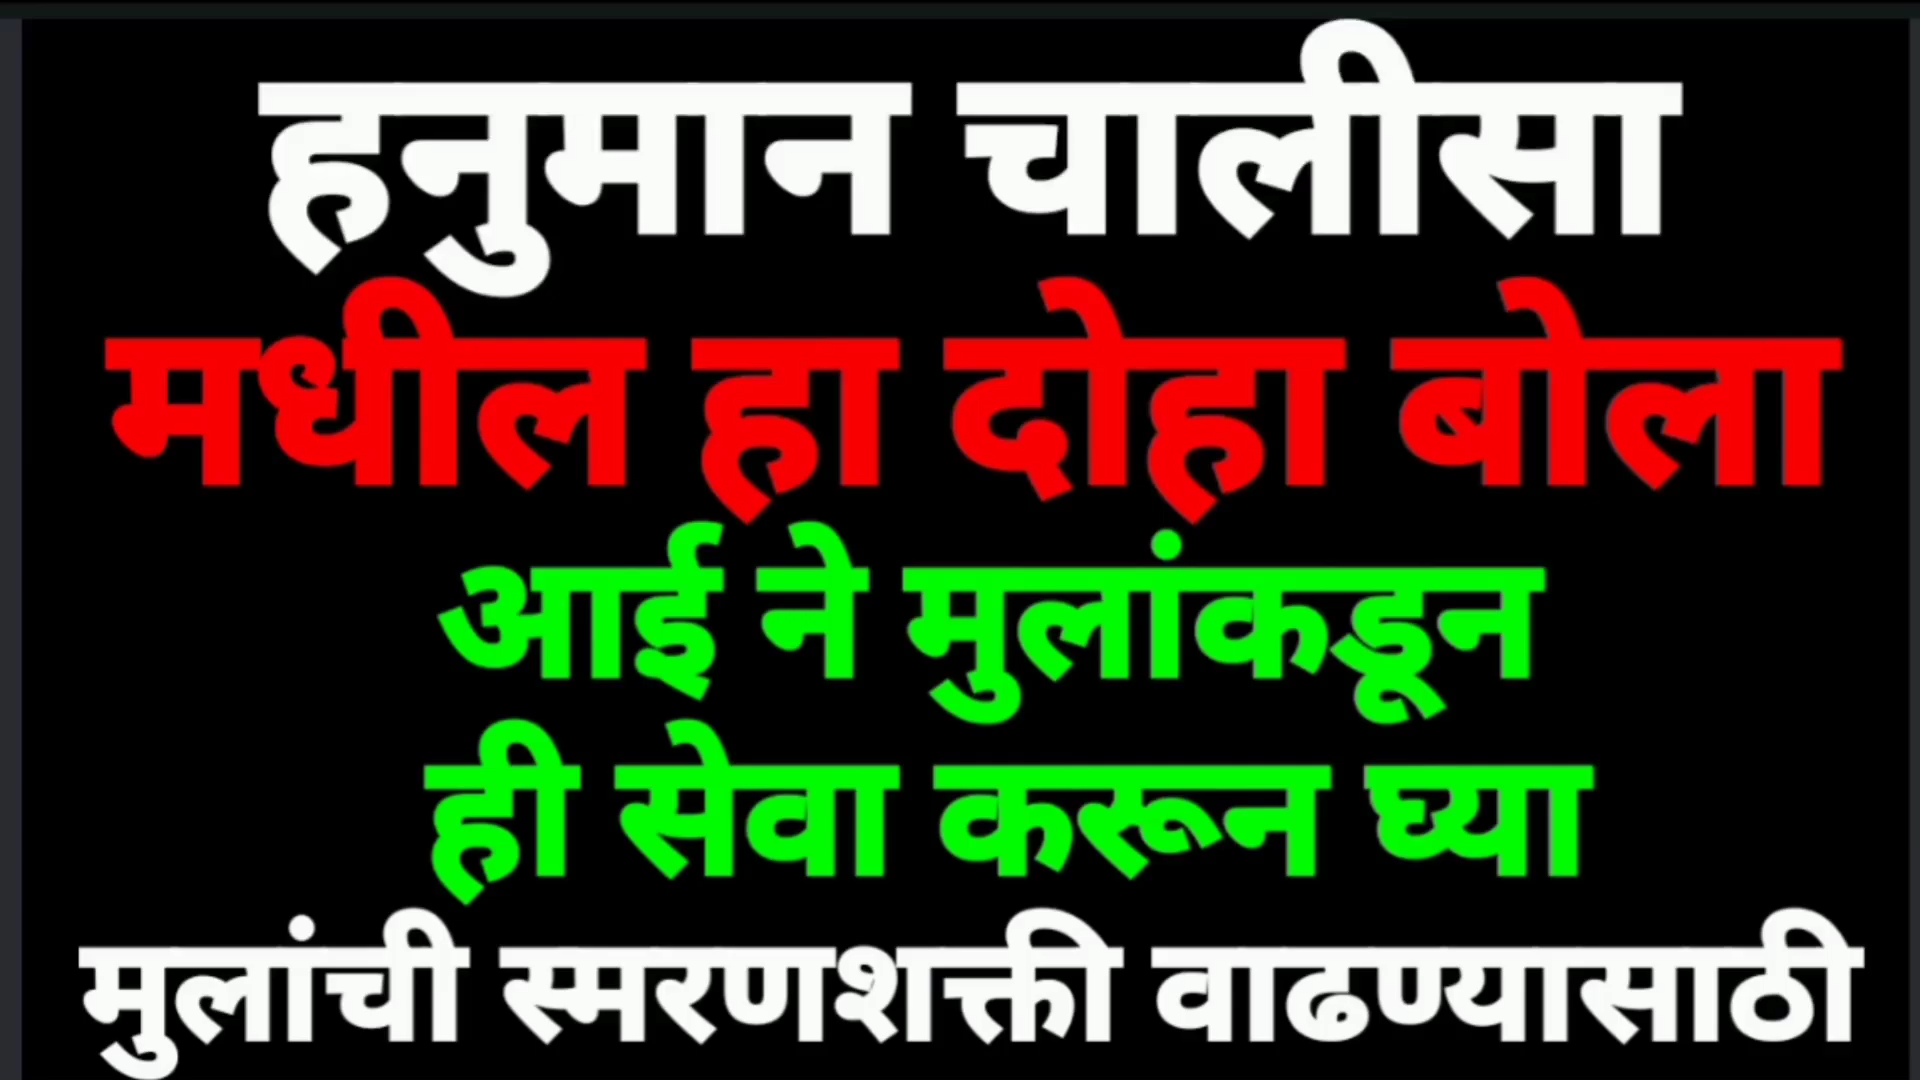 हनुमान चालीसा
मधील हा दोहा बोला
आई ने मुलांकडून
ही सेवा करून घ्या
मुलांची स्मरणशक्ती वाढण्यासाठी